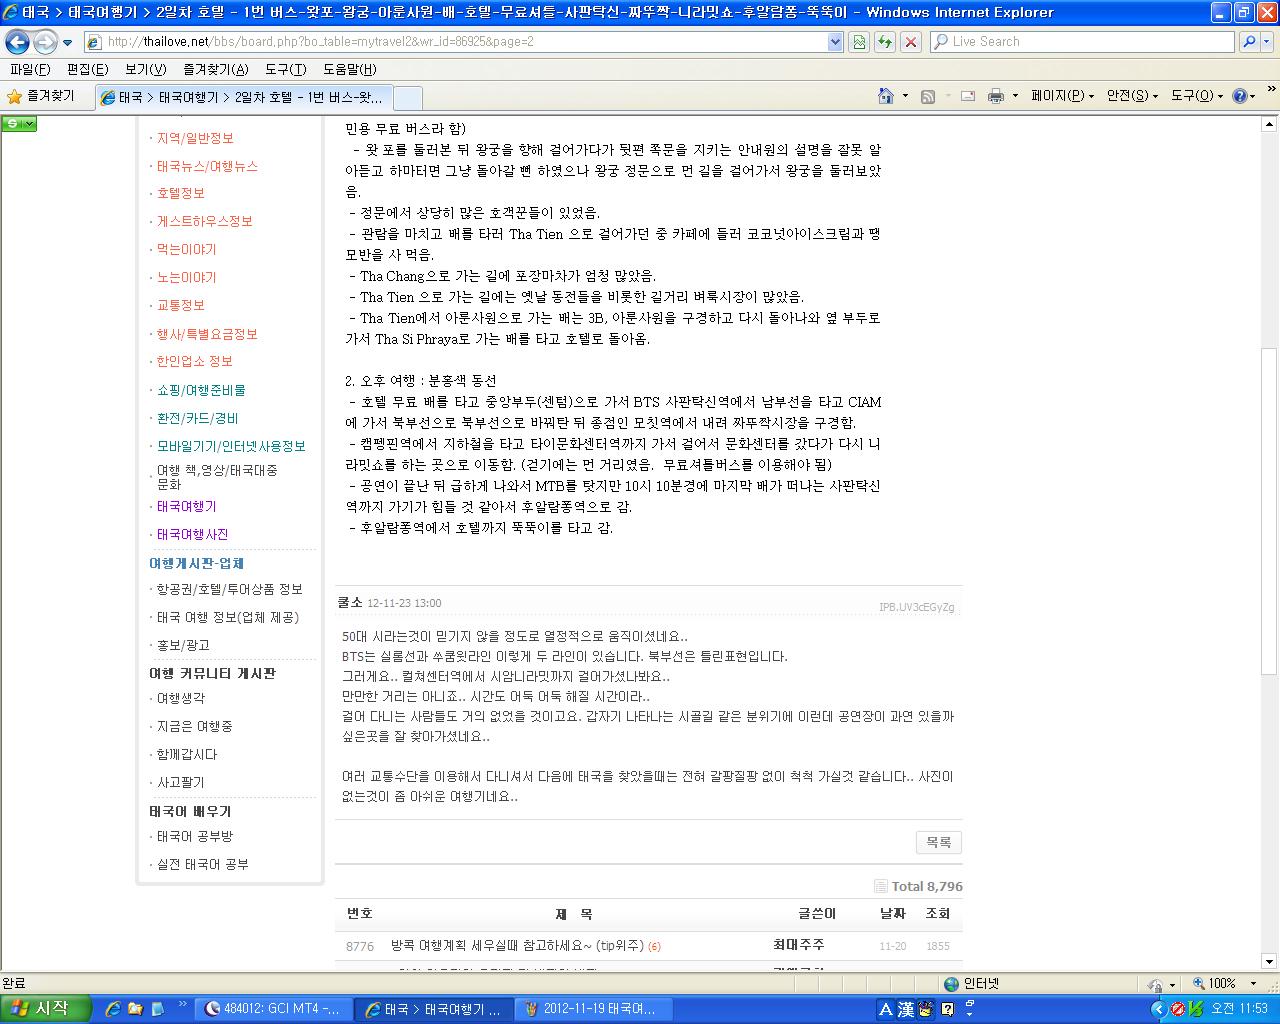 태국 > 태국여행기 > 2일차 호텔 - 1번 버스-왓포-왕궁-아룬사원-배-호텔-무료셔틀-사판탁신-짜뚜짝-니라밋쇼-후알람퐁-뚝뚝이 - Windows Internet Explorer
http://thailove.net/bbs/board.php?bo_table=mytravel2&wr_id=86925&page=2
Live Search
파일(F) 편집(E) 보기(V) 즐겨찾기(A) 도구(T) 도움말(H)
즐겨찾기
태국 > 태국여행기 > 2일차 호텔 - 1번 버스-왓...
페이지(P) 안전(S) 도구(O)
· 지역/일반정보
· 태국뉴스/여행뉴스
· 호텔정보
· 게스트하우스정보
· 먹는이야기
· 노는이야기
· 교통정보
· 행사/특별요금정보
· 한인업소 정보
· 쇼핑/여행준비물
· 환전/카드/경비
· 모바일기기/인터넷사용정보
· 여행 책,영상/태국대중
문화
· 태국여행기
· 태국여행사진
여행게시판-업체
· 항공권/호텔/투어상품 정보
· 태국 여행 정보(업체 제공)
· 홍보/광고
여행 커뮤니티 게시판
· 여행생각
· 지금은 여행중
· 함께갑시다
· 사고팔기
태국어 배우기
· 태국어 공부방
· 실전 태국어 공부
민용 무료 버스라 함)
- 왓 포를 둘러본 뒤 왕궁을 향해 걸어가다가 뒷편 쪽문을 지키는 안내원의 설명을 잘못 알
아듣고 하마터면 그냥 돌아갈 뻔 하였으나 왕궁 정문으로 먼 길을 걸어가서 왕궁을 둘러보았
음.
- 정문에서 상당히 많은 호객꾼들이 있었음.
- 관람을 마치고 배를 타러 Tha Tien 으로 걸어가던 중 카페에 들러 코코넛아이스크림과 땡
모반을 사 먹음.
- Tha Chang으로 가는 길에 포장마차가 엄청 많았음.
- Tha Tien 으로 가는 길에는 옛날 동전들을 비롯한 길거리 벼룩시장이 많았음.
- Tha Tien에서 아룬사원으로 가는 배는 3B, 아룬사원을 구경하고 다시 돌아나와 옆 부두로
가서 Tha Si Phraya로 가는 배를 타고 호텔로 돌아옴.
2. 오후 여행 : 분홍색 동선
- 호텔 무료 배를 타고 중앙부두(센텀)으로 가서 BTS 사판탁신역에서 남부선을 타고 CIAM
에 가서 북부선으로 북부선으로 바꿔탄 뒤 종점인 모칫역에서 내려 짜뚜짝시장을 구경함.
- 캄펭핀역에서 지하철을 타고 타이문화센터역까지 가서 걸어서 문화센터를 갔다가 다시 니
라밋쇼를 하는 곳으로 이동함. (걷기에는 먼 거리였음. 무료셔틀버스를 이용해야 됨)
- 공연이 끝난 뒤 급하게 나와서 MTB를 탓지만 10시 10분경에 마지막 배가 떠나는 사판탁신
역까지 가기가 힘들 것 같아서 후알람퐁역으로 감.
- 후알람퐁역에서 호텔까지 뚝뚝이를 타고 감.
쿨소 12-11-23 13:00
IPB.UV3cEGyZg
50대 시라는것이 믿기지 않을 정도로 열정적으로 움직이셨네요..
BTS는 실롬선과 쑤쿰윗라인 이렇게 두 라인이 있습니다. 북부선은 틀린표현입니다.
그러게요.. 컬쳐센터역에서 시암니라밋까지 걸어가셨나봐요..
만만한 거리는 아니죠.. 시간도 어둑 어둑 해질 시간이라..
걸어 다니는 사람들도 거의 없었을 것이고요. 갑자기 나타나는 시골길 같은 분위기에 이런데 공연장이 과연 있을까
싶은곳을 잘 찾아가셨네요..
여러 교통수단을 이용해서 다니셔서 다음에 태국을 찾았을때는 전혀 갈팡질팡 없이 척척 가실것 같습니다.. 사진이
없는것이 좀 아쉬운 여행기네요..
목록
Total 8,796
번호 제 목 글쓴이 날짜 조회
8776 방콕 여행계획 세우실때 참고하세요~ (tip위주) (6) 최대주주 11-20 1855
완료
인터넷
100%
시작
484012: GCI MT4 -...
태국 > 태국여행기 ...
2012-11-19 태국여...
A 漢
오전 11:53